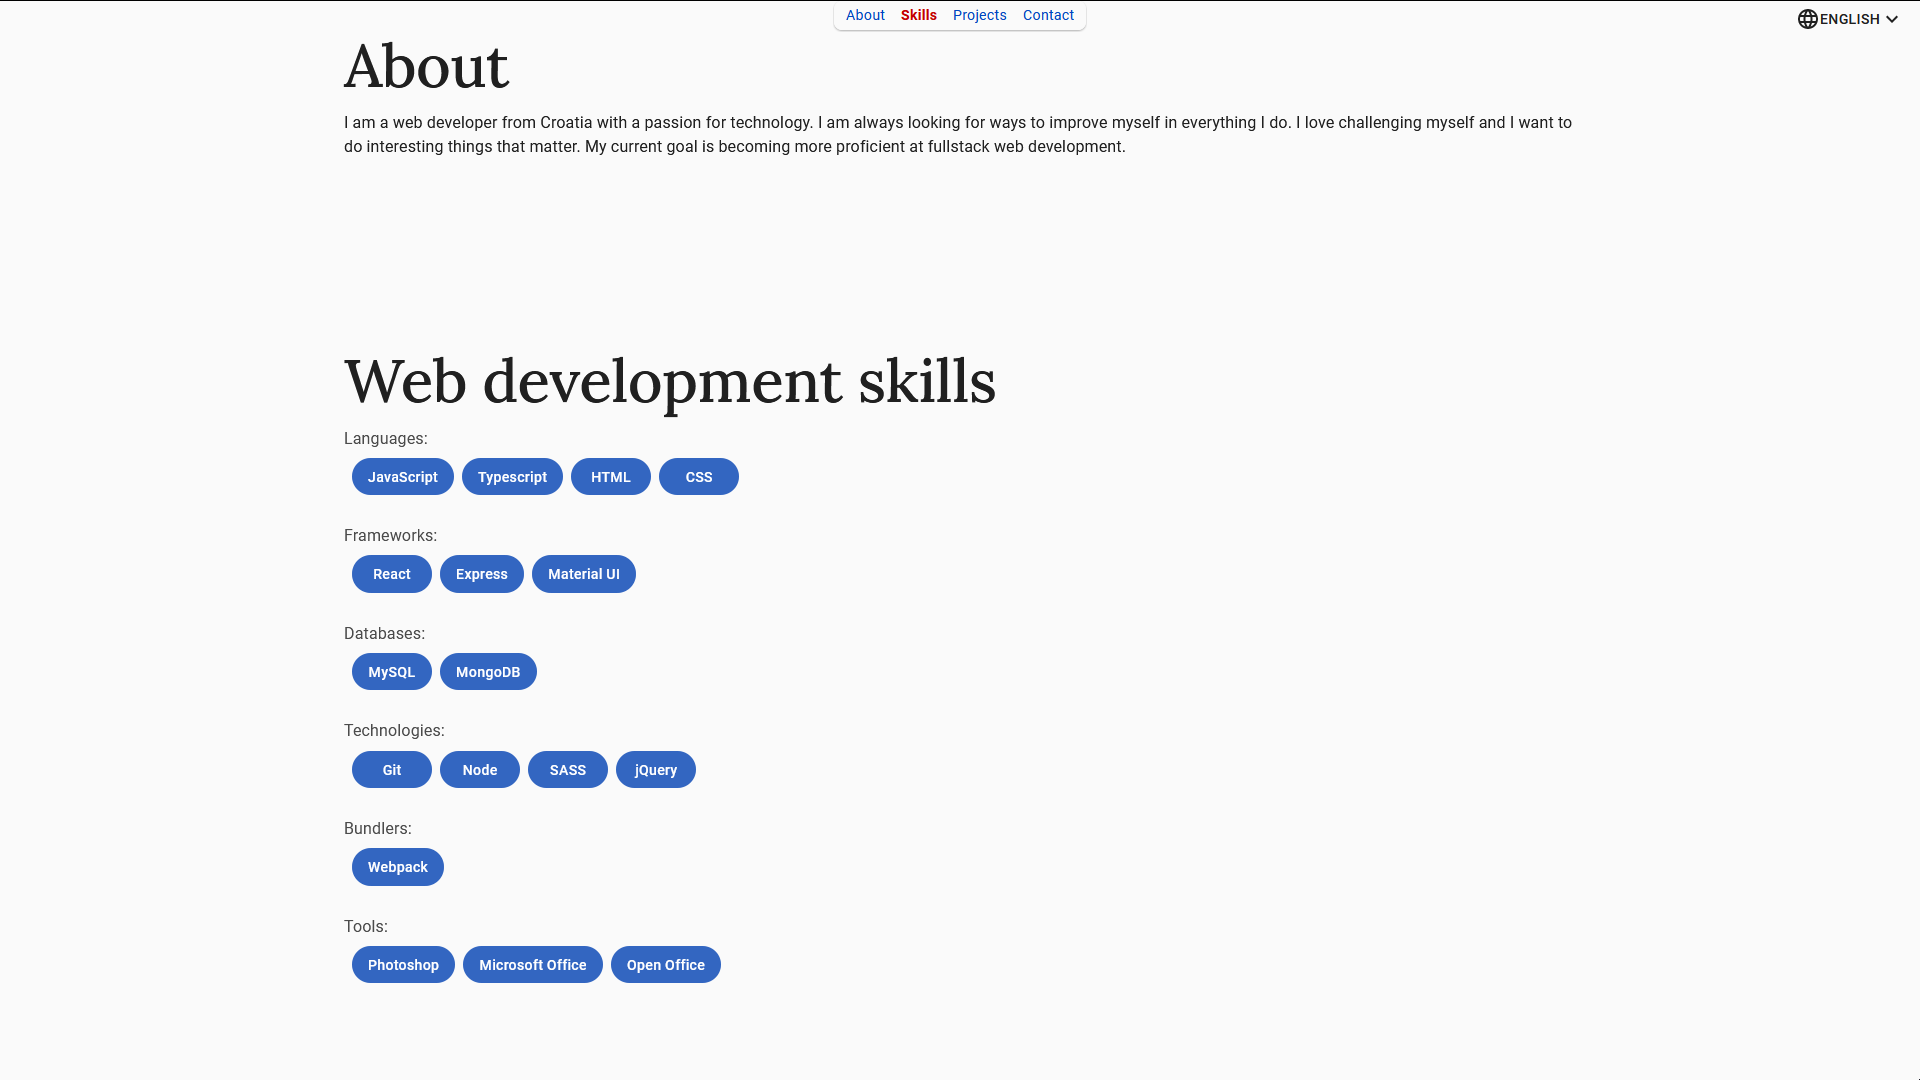 About Skills Projects Contact
ENGLISH
About
I am a web developer from Croatia with a passion for technology. I am always looking for ways to improve myself in everything I do. I love challenging myself and I want to
do interesting things that matter. My current goal is becoming more proficient at fullstack web development.
Web development skills
Languages:
JavaScript Typescript HTML CSS
Frameworks:
React Express Material UI
Databases:
MySQL MongoDB
Technologies:
Git Node SASS jQuery
Bundlers:
Webpack
Tools:
Photoshop Microsoft Office Open Office